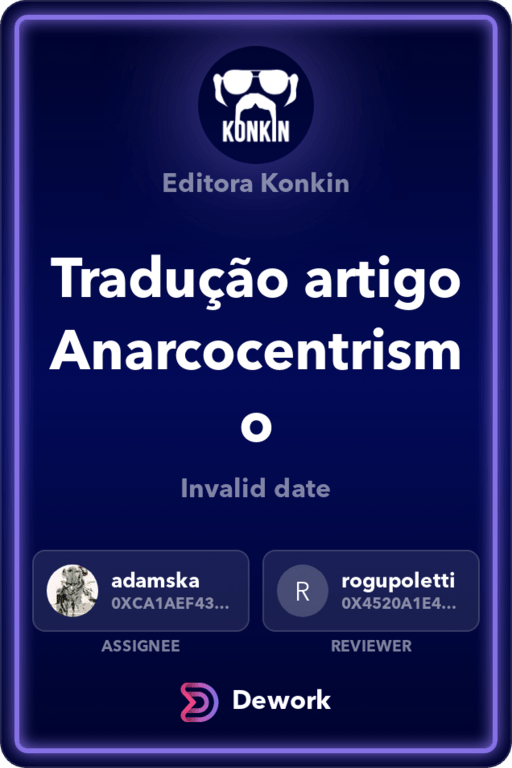 KONKIN
Editora Konkin
Tradução artigo
Anarcocentrism
o
Invalid date
adamska
0XCA1AEF43...
ASSIGNEE
R
rogupoletti
0X4520A1E4...
REVIEWER
Dework